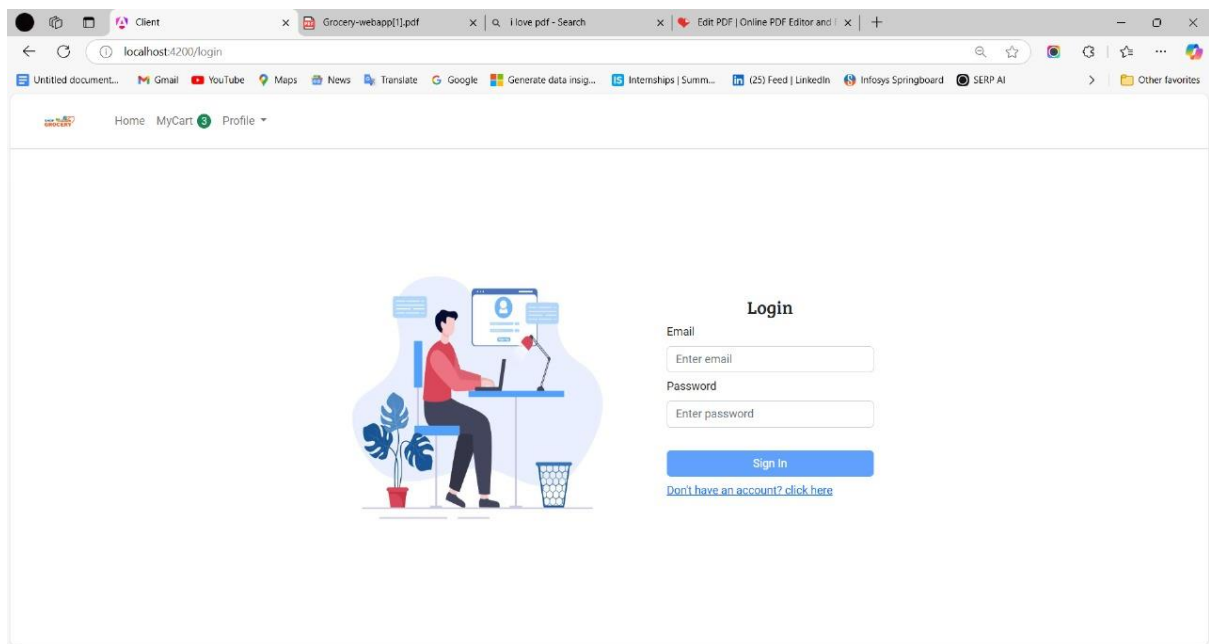 Client
Grocery-webapp[1].pdf
i love pdf - Search
Edit PDF | Online PDF Editor and
localhost:4200/login
Untitled document...
Gmail
YouTube
Maps
News
Translate
Google
Generate data insig...
IS Internships | Summ...
in (25) Feed | LinkedIn
Infosys Springboard
SERP AI
Other favorites
GROCERY
Home MyCart 3 Profile
Login
Email
Enter email
Password
Enter password
Sign In
Don't have an account? click here